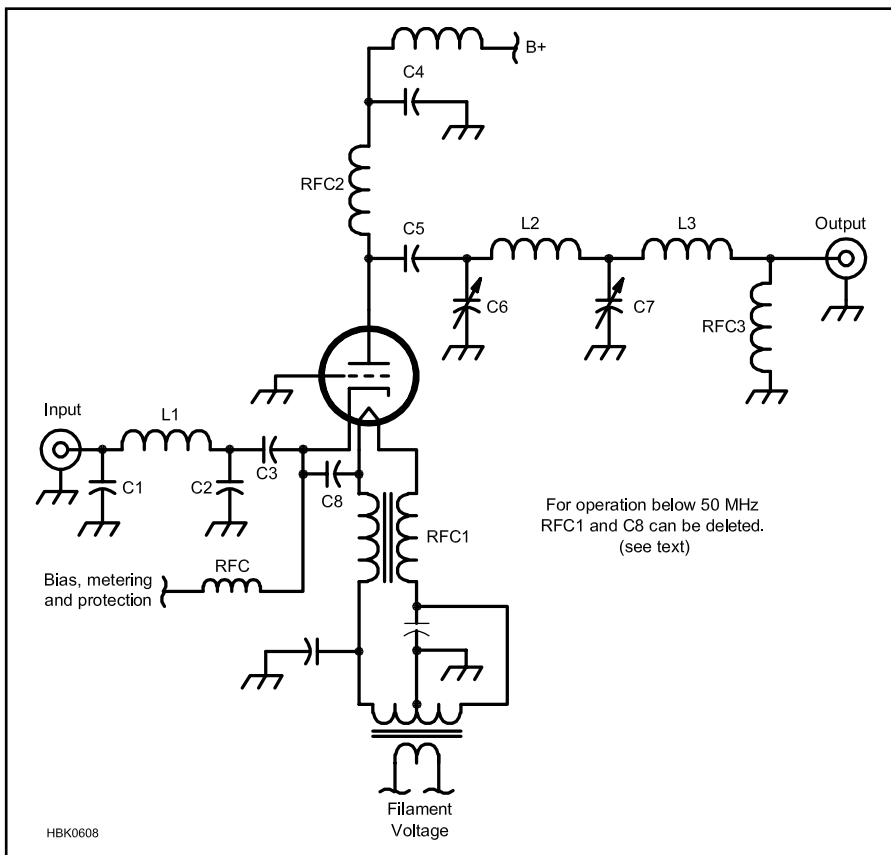 B+
C4
RFC2
C5
L2
L3
Output
C6
C7
RFC3
Input
L1
C1
C2
C3
C8
RFC1
For operation below 50 MHz
RFC1 and C8 can be deleted.
(see text)
RFC
Bias, metering
and protection
Filament
Voltage
HBK0608